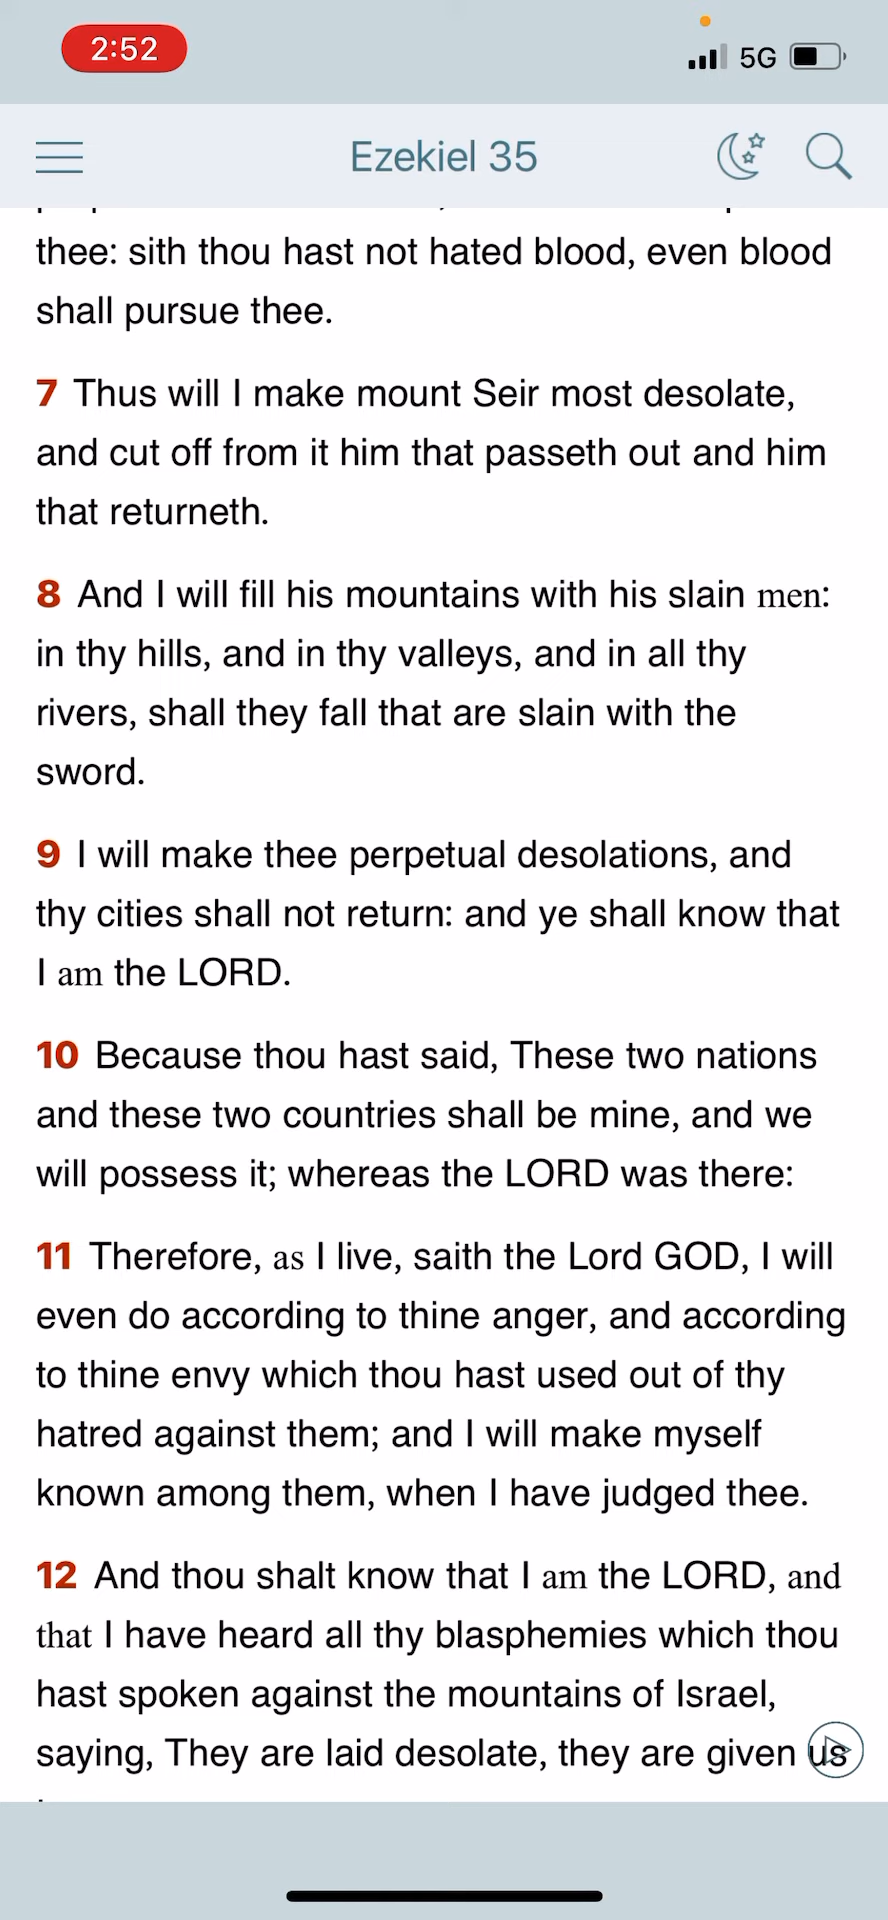 2:52
5G
Ezekiel 35
thee: sith thou hast not hated blood, even blood
shall pursue thee.
7 Thus will I make mount Seir most desolate,
and cut off from it him that passeth out and him
that returneth.
8 And I will fill his mountains with his slain men:
in thy hills, and in thy valleys, and in all thy
rivers, shall they fall that are slain with the
sword.
9 I will make thee perpetual desolations, and
thy cities shall not return: and ye shall know that
I am the LORD.
10 Because thou hast said, These two nations
and these two countries shall be mine, and we
will possess it; whereas the LORD was there:
11 Therefore, as I live, saith the Lord GOD, I will
even do according to thine anger, and according
to thine envy which thou hast used out of thy
hatred against them; and I will make myself
known among them, when I have judged thee.
12 And thou shalt know that I am the LORD, and
that I have heard all thy blasphemies which thou
hast spoken against the mountains of Israel,
saying, They are laid desolate, they are given us